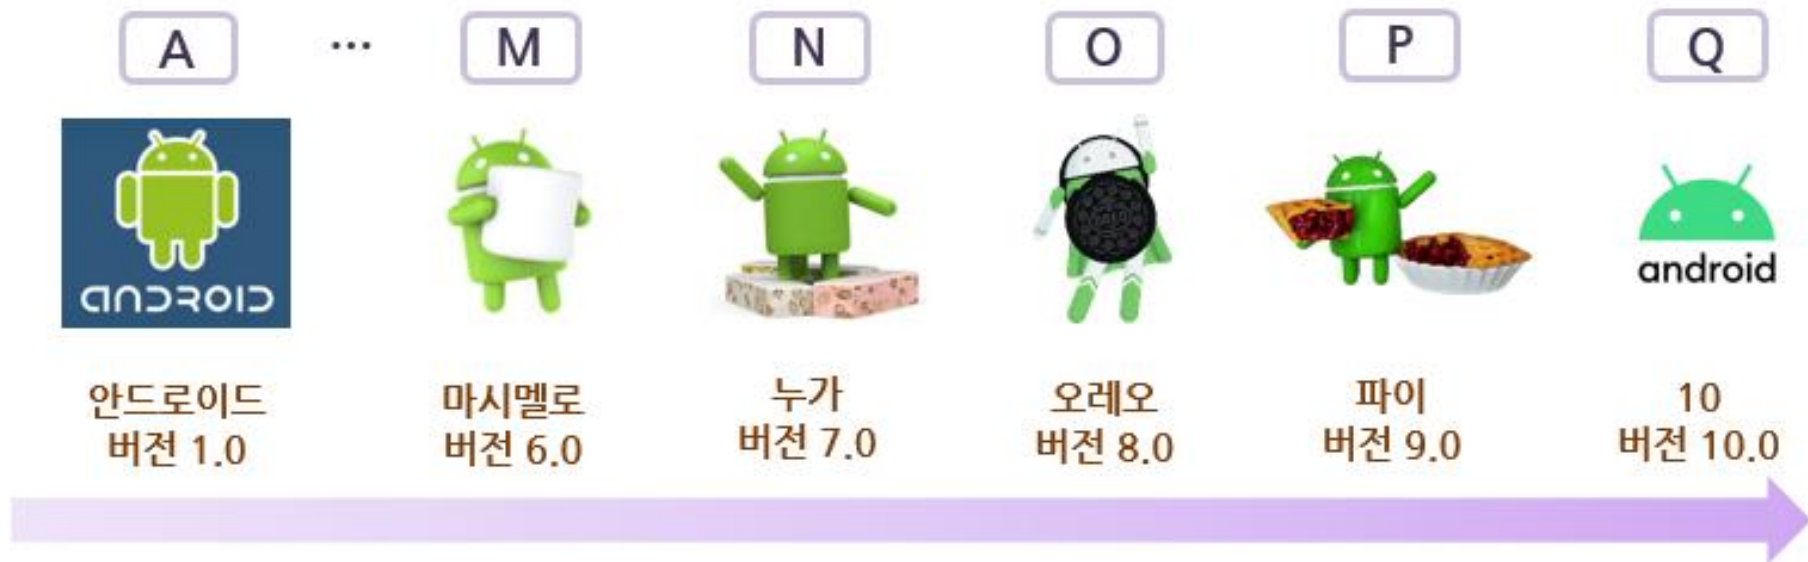 A ... M N O P Q
ANDROID
android
안드로이드
버전 1.0
마시멜로
버전 6.0
누가
버전 7.0
오레오
버전 8.0
파이
버전 9.0
10
버전 10.0